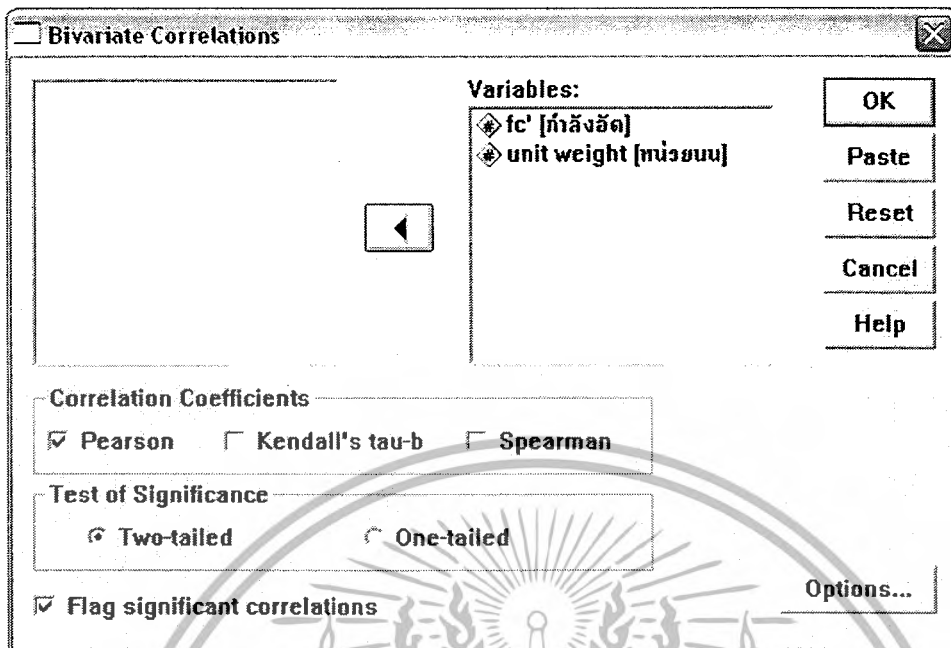 Bivariate Correlations
Variables:
fc' [กำลังอัด]
unit weight [หน่วยนน]
OK
Paste
Reset
Cancel
Help
Correlation Coefficients
Pearson
Kendall's tau-b
Spearman
Test of Significance
Two-tailed
One-tailed
Flag significant correlations
Options...